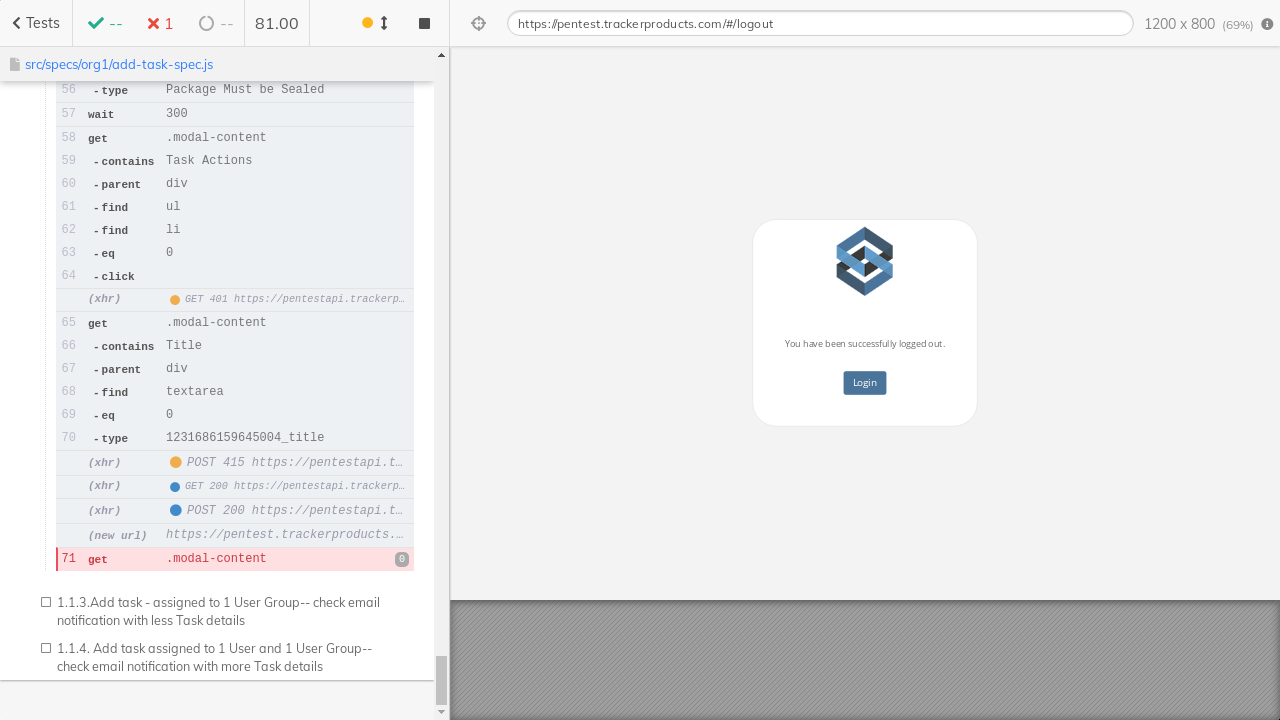 Tests
--
1
--
81.00
https://pentest.trackerproducts.com/#/logout
1200 x 800 (69%)
src/specs/org1/add-task-spec.js
56 - type Package Must be Sealed
57 wait 300
58 get .modal-content
59 - contains Task Actions
60 - parent div
61 - find ul
62 - find li
63 - eq 0
64 - click
(xhr) GET 401 https://pentestapi.trackerp…
65 get .modal-content
66 - contains Title
67 - parent div
68 - find textarea
69 - eq 0
70 - type 1231686159645004_title
(xhr) POST 415 https://pentestapi.t…
(xhr) GET 200 https://pentestapi.trackerp…
(xhr) POST 200 https://pentestapi.t…
(new url) https://pentest.trackerproducts.…
71 get .modal-content 0
1.1.3.Add task - assigned to 1 User Group-- check email
notification with less Task details
1.1.4. Add task assigned to 1 User and 1 User Group--
check email notification with more Task details
You have been successfully logged out.
Login